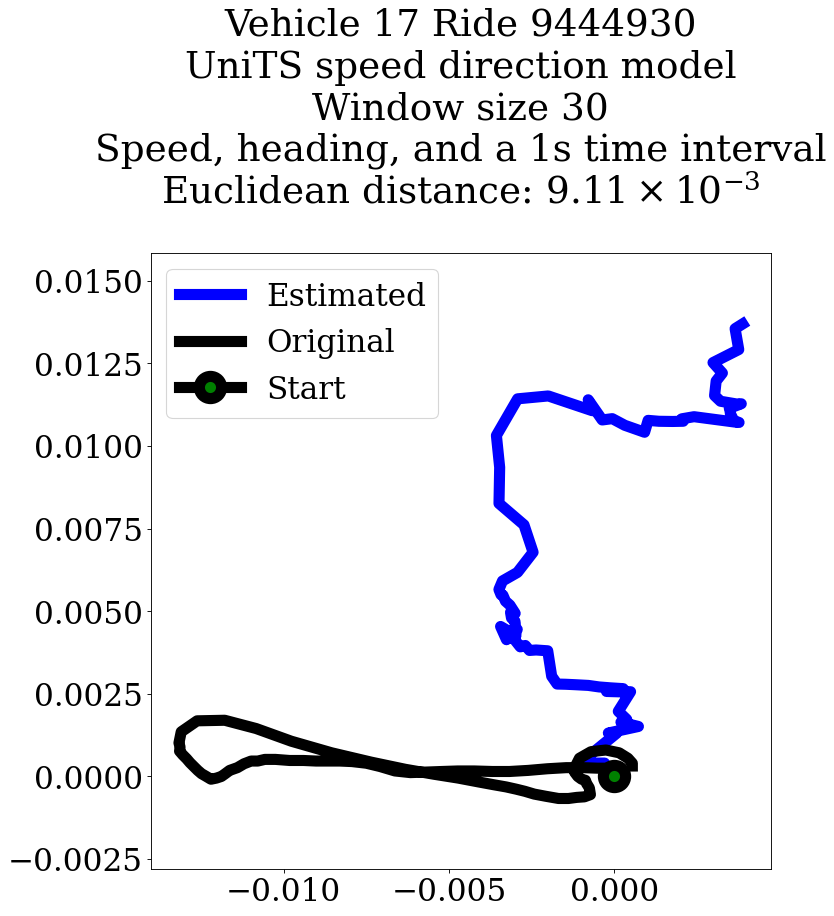 Vehicle 17 Ride 9444930
UniTS speed direction model
Window size 30
Speed, heading, and a 1s time interval
Euclidean distance: 9.11 × 10⁻³
Estimated
Original
Start
0.0150
0.0125
0.0100
0.0075
0.0050
0.0025
0.0000
−0.0025
−0.010 −0.005 0.000